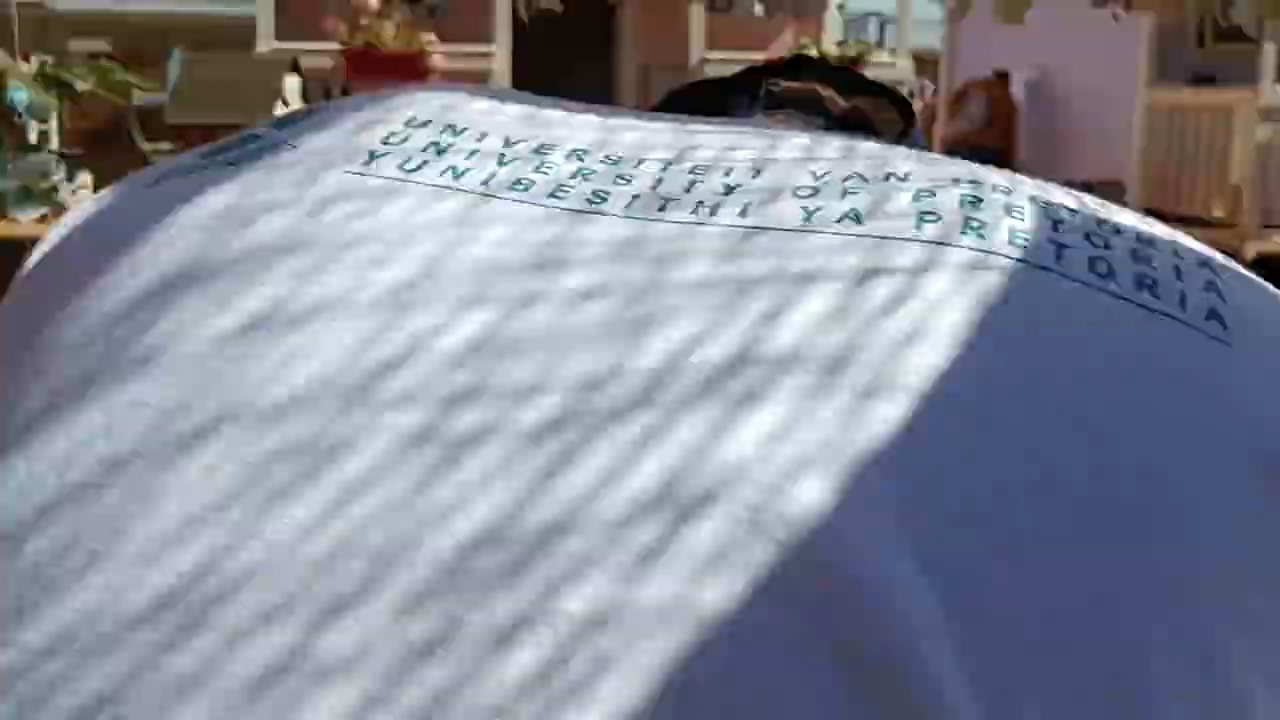 UNIVERSITEIT VAN PRETORIA
UNIVERSITY OF PRETORIA
YUNIBESITHI YA PRETORIA